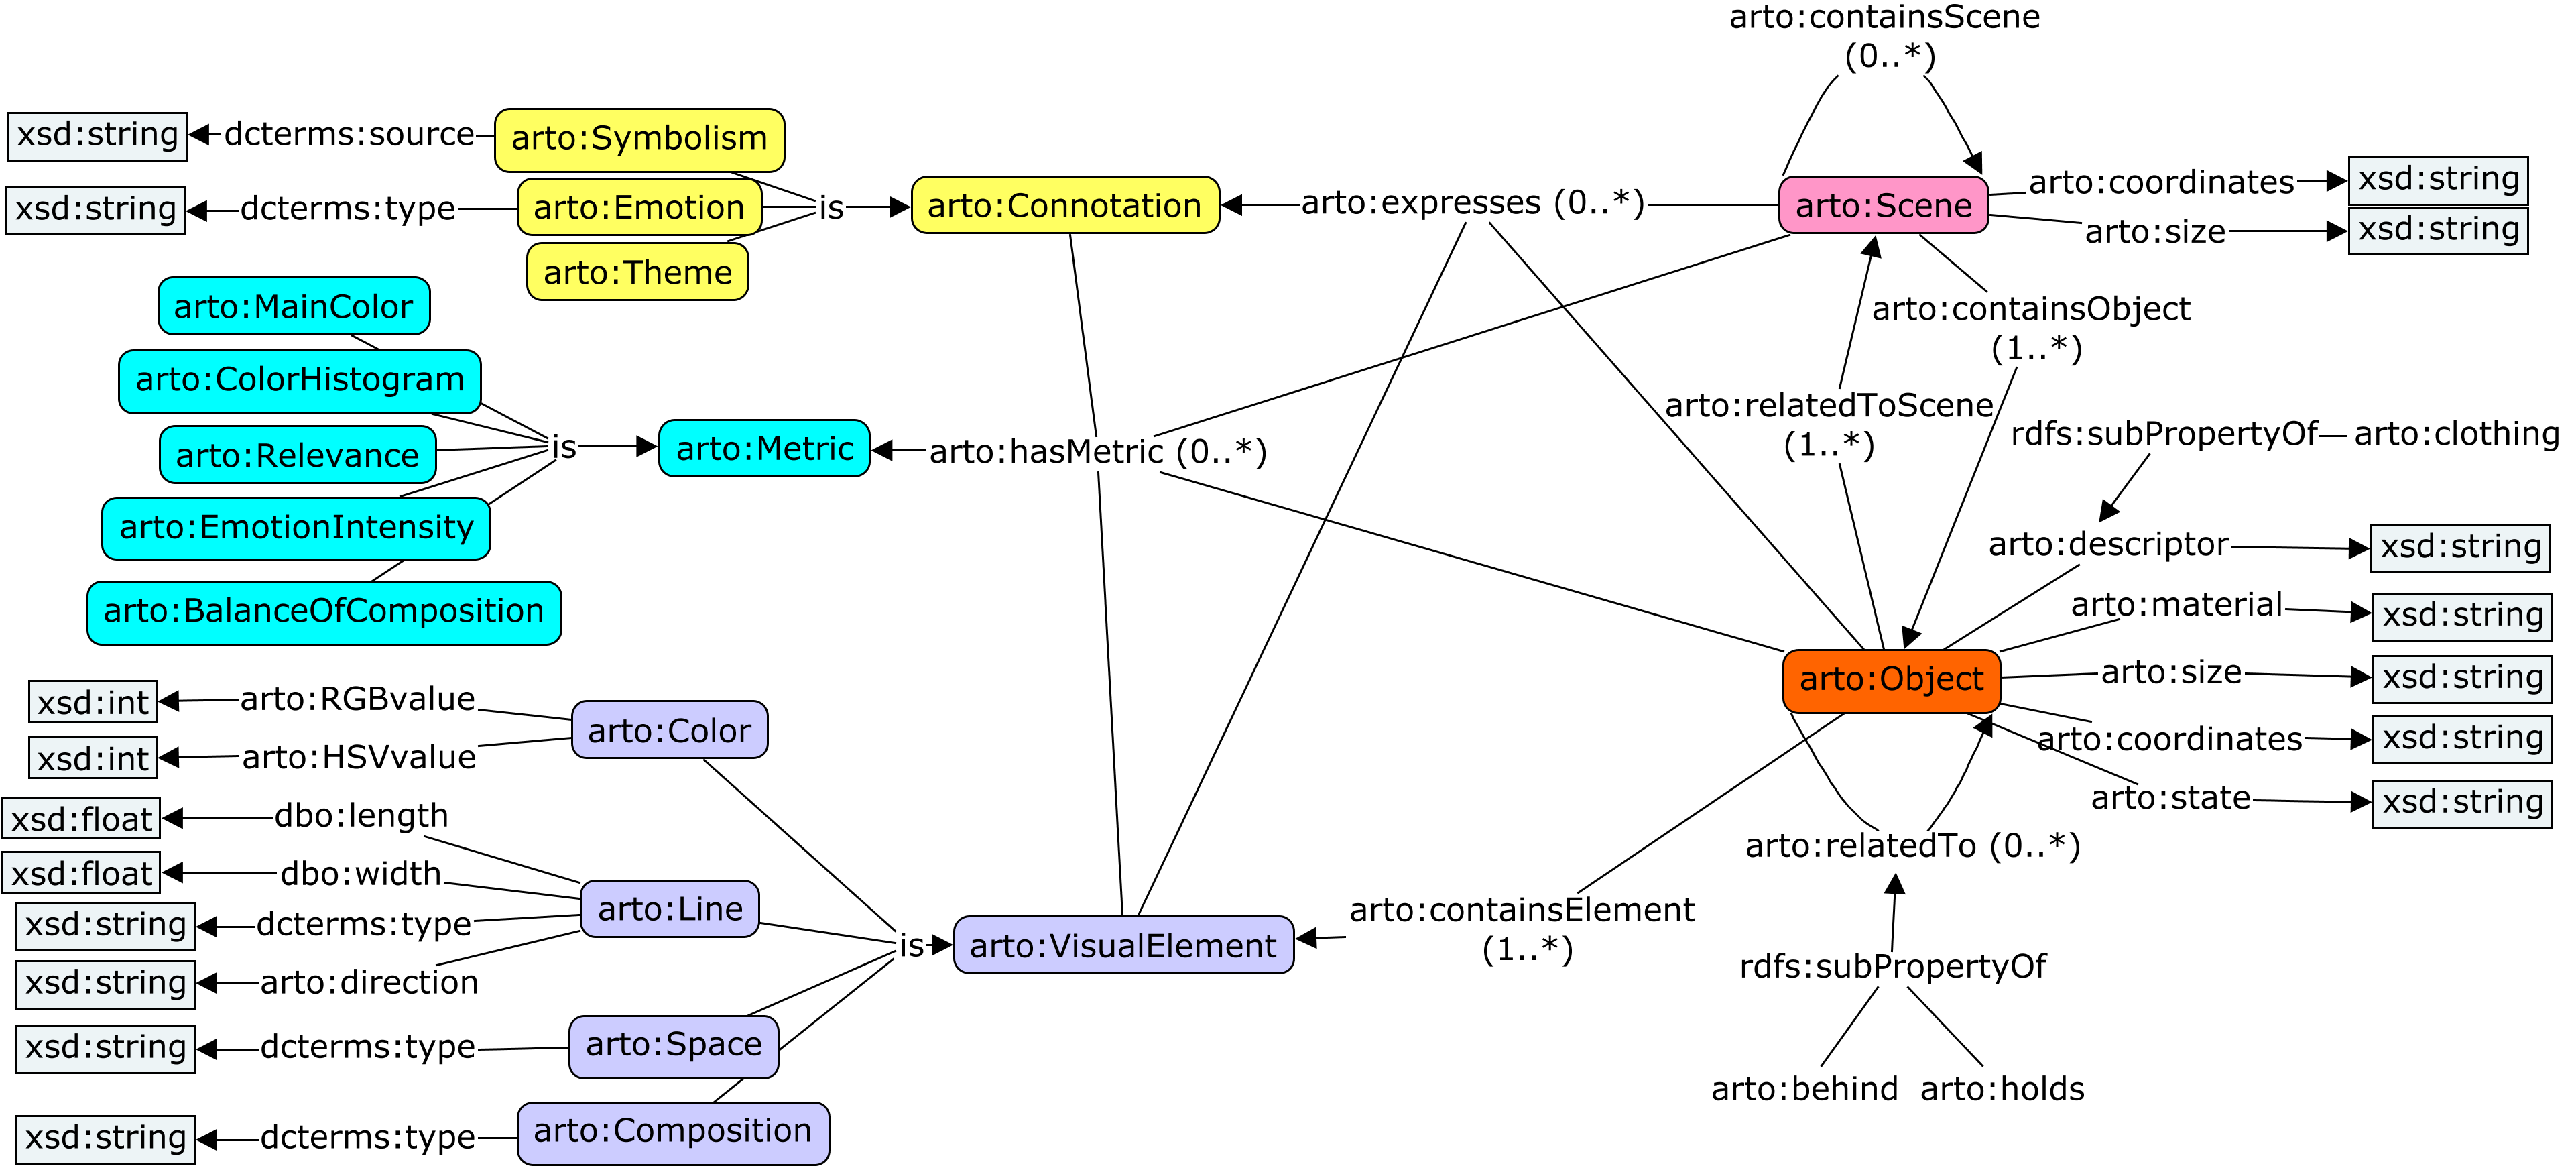 arto:containsScene
(0..*)
xsd:string
dcterms:source
arto:Symbolism
xsd:string
dcterms:type
arto:Emotion
is
arto:Connotation
arto:expresses (0..*)
arto:Scene
arto:coordinates
xsd:string
arto:size
xsd:string
arto:Theme
arto:MainColor
arto:containsObject
(1..*)
arto:ColorHistogram
arto:relatedToScene
(1..*)
rdfs:subPropertyOf
arto:clothing
arto:Relevance
is
arto:Metric
arto:hasMetric (0..*)
arto:EmotionIntensity
arto:descriptor
xsd:string
arto:BalanceOfComposition
arto:material
xsd:string
arto:Object
arto:size
xsd:string
xsd:int
arto:RGBvalue
arto:Color
arto:coordinates
xsd:string
xsd:int
arto:HSVvalue
arto:state
xsd:string
xsd:float
dbo:length
arto:relatedTo (0..*)
xsd:float
dbo:width
arto:Line
xsd:string
dcterms:type
arto:containsElement
(1..*)
is
arto:VisualElement
xsd:string
arto:direction
rdfs:subPropertyOf
xsd:string
dcterms:type
arto:Space
arto:behind
arto:holds
xsd:string
dcterms:type
arto:Composition